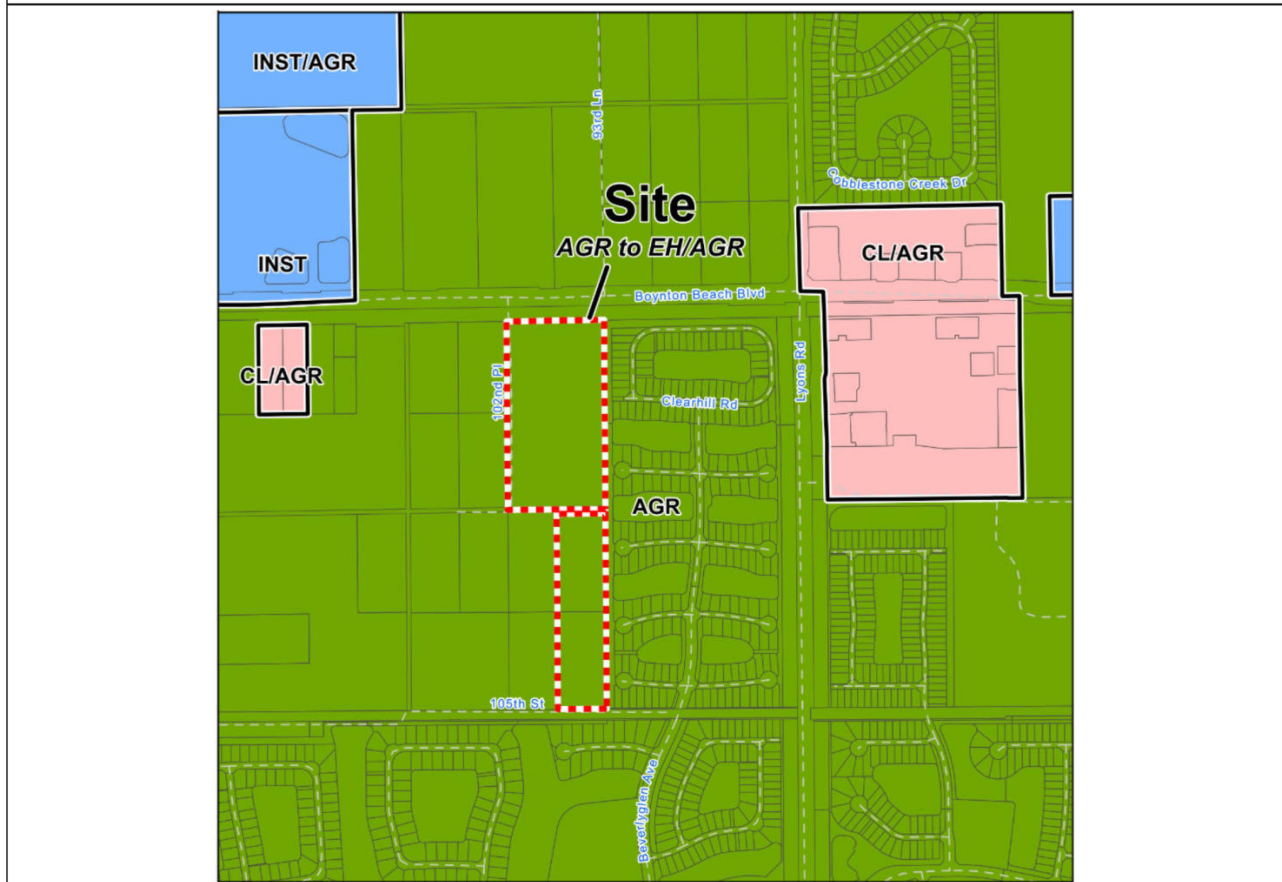 INST/AGR
93rd Ln
Cobblestone Creek Dr
Site
AGR to EH/AGR
CL/AGR
INST
Boynton Beach Blvd
CL/AGR
102nd Pl
Lyons Rd
Clearhill Rd
AGR
105th St
Beverlyglen Ave